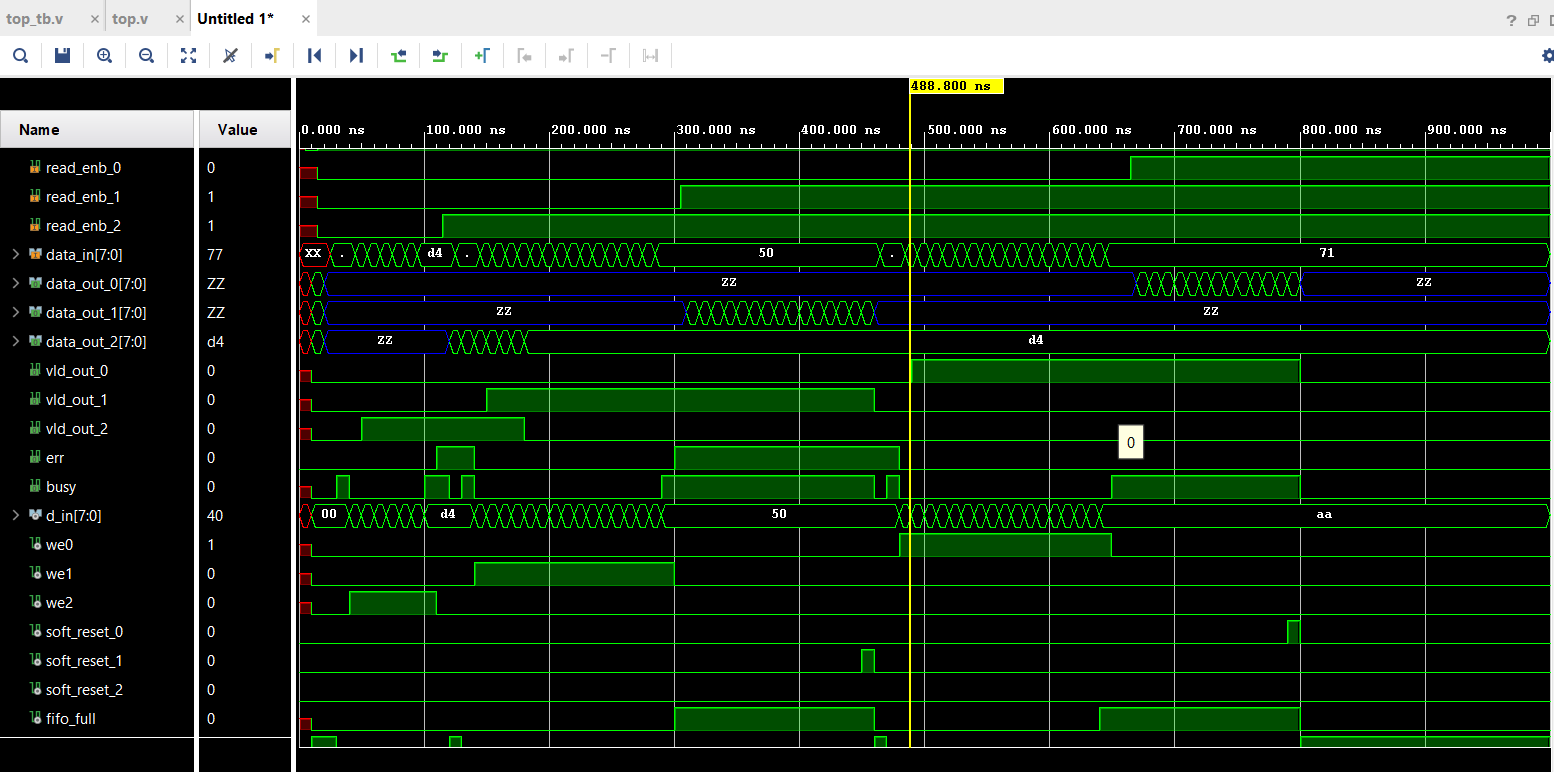 top_tb.v × top.v × Untitled 1* ×
?
488.800 ns
Name Value
0.000 ns 100.000 ns 200.000 ns 300.000 ns 400.000 ns 500.000 ns 600.000 ns 700.000 ns 800.000 ns 900.000 ns
read_enb_0 0
read_enb_1 1
read_enb_2 1
data_in[7:0] 77 XX . d4 . 50 . 71
data_out_0[7:0] ZZ ZZ ZZ
data_out_1[7:0] ZZ ZZ ZZ
data_out_2[7:0] d4 ZZ d4
vld_out_0 0
vld_out_1 0
vld_out_2 0
0
err 0
busy 0
d_in[7:0] 40 00 d4 50 aa
we0 1
we1 0
we2 0
soft_reset_0 0
soft_reset_1 0
soft_reset_2 0
fifo_full 0